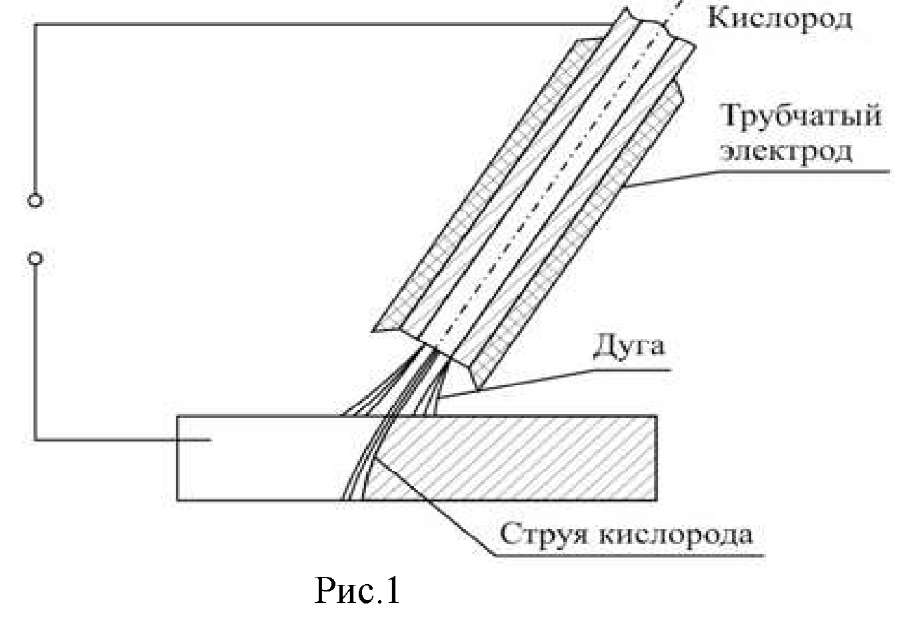 Кислород
Трубчатый
электрод
Дуга
Струя кислорода
Рис.1